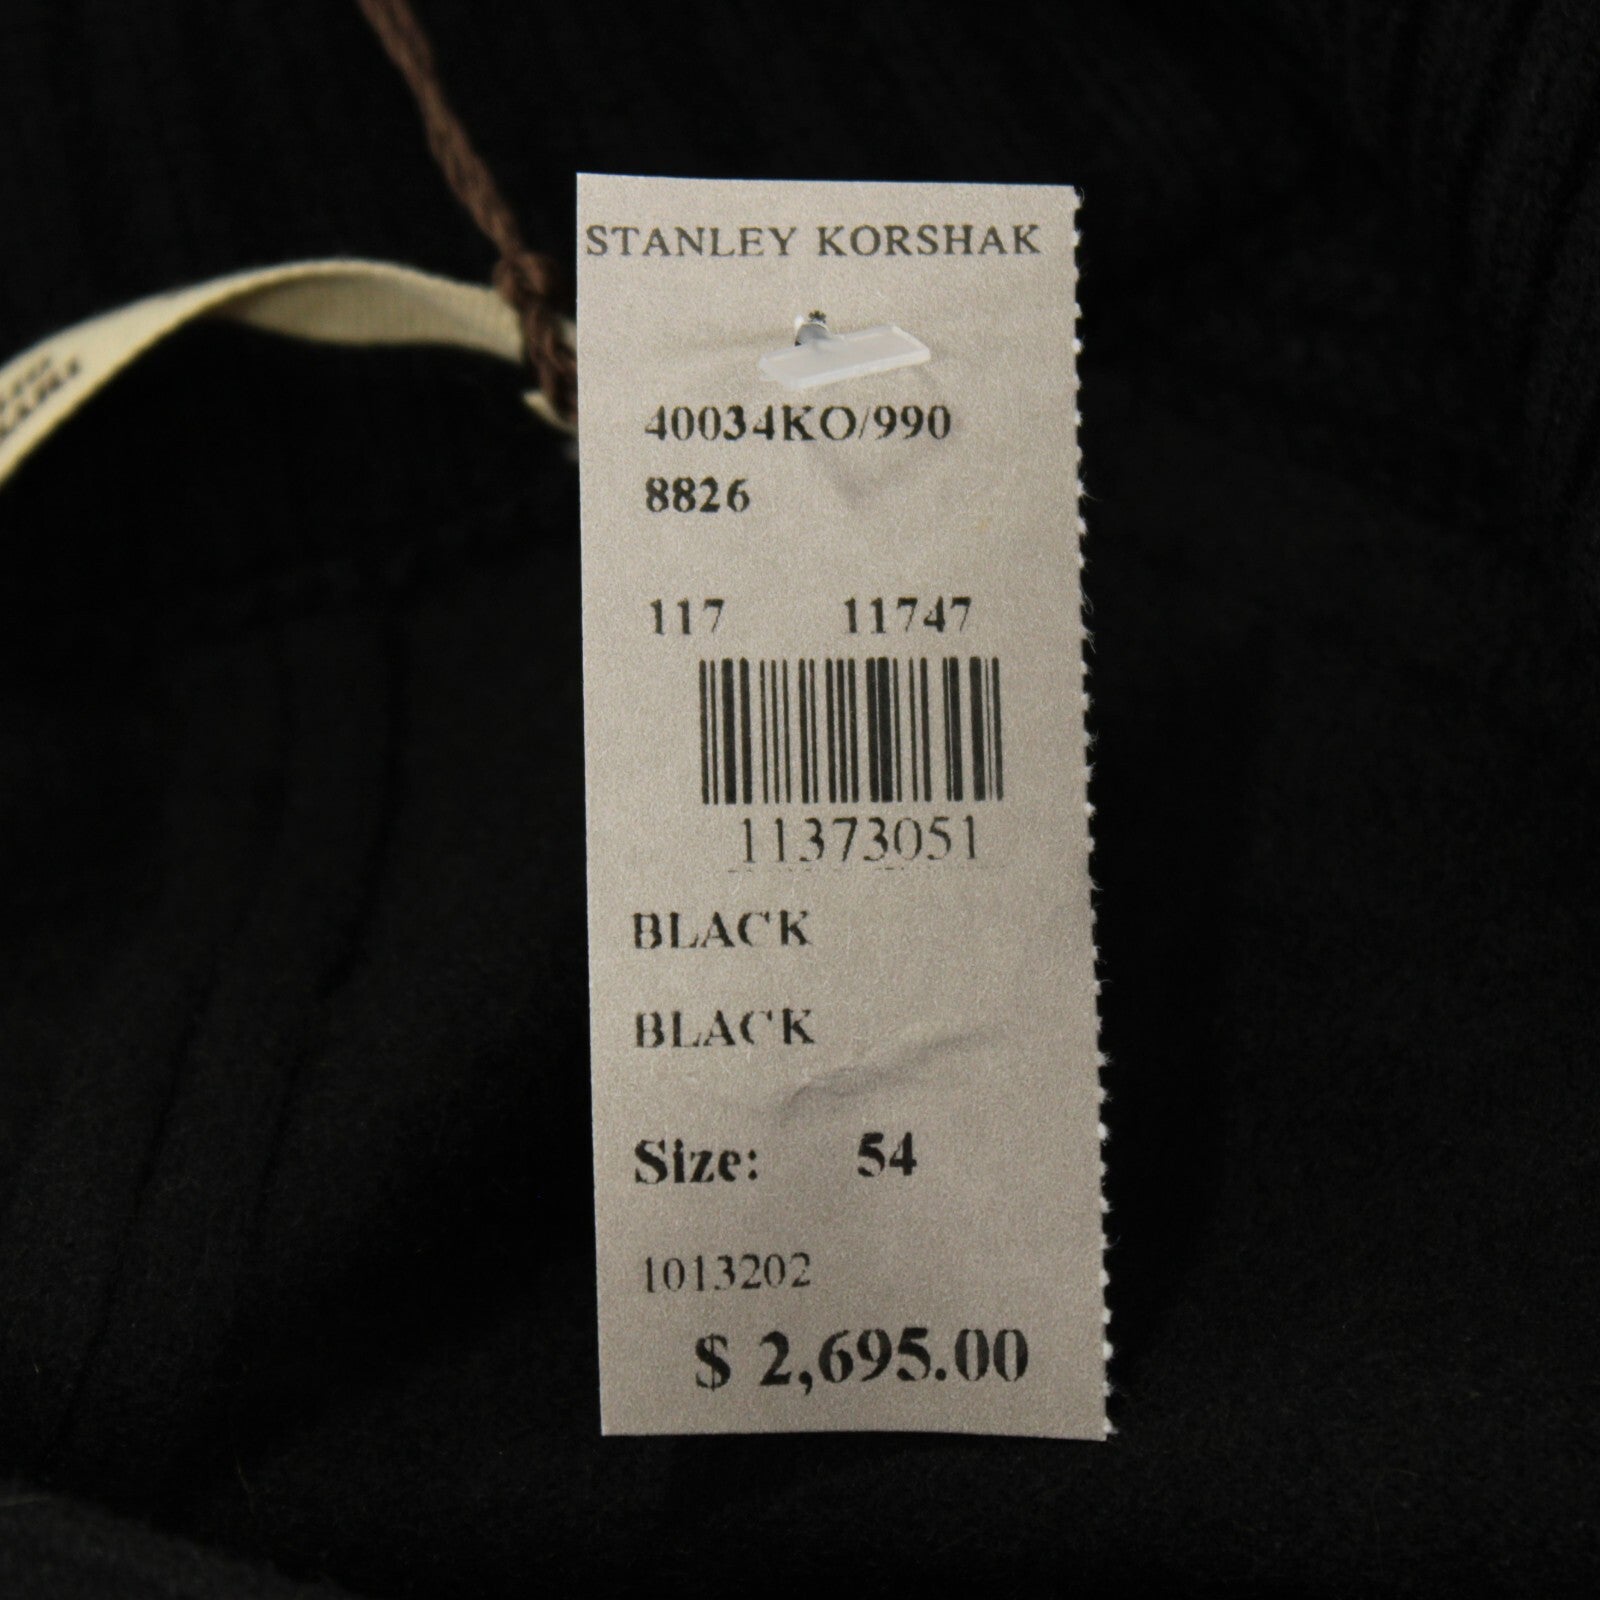 STANLEY KORSHAK
40034KO/990
8826
117 11747
11373051
BLACK
BLACK
Size: 54
1013202
$ 2,695.00